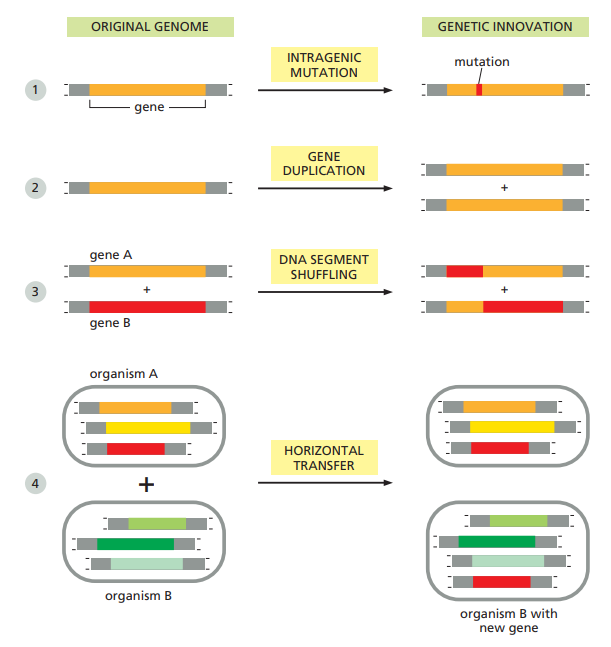 ORIGINAL GENOME
GENETIC INNOVATION
INTRAGENIC
MUTATION
mutation
1
gene
GENE
DUPLICATION
2
+
gene A
DNA SEGMENT
SHUFFLING
3
+
+
gene B
organism A
HORIZONTAL
TRANSFER
4
+
organism B
organism B with
new gene